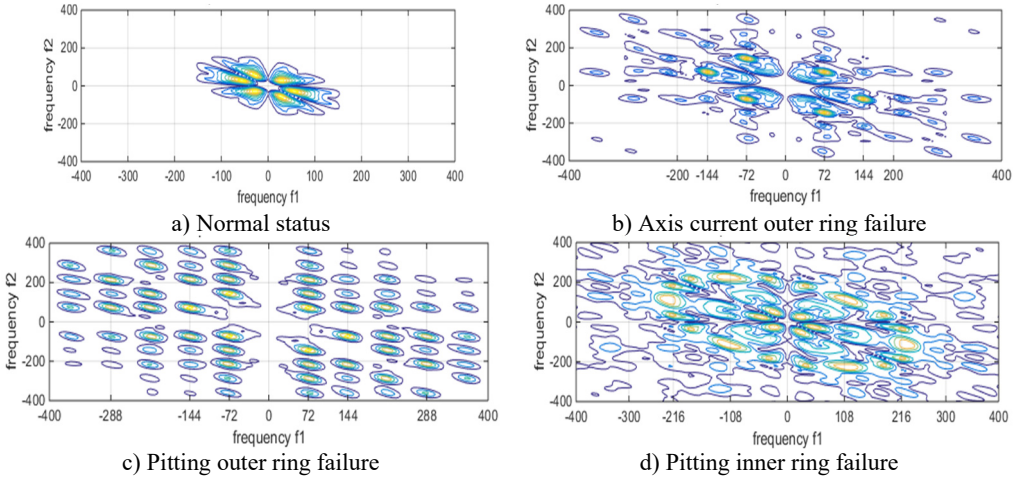 400
200
0
-200
-400
frequency f2
-400 -300 -200 -100 0 100 200 300 400
frequency f1
a) Normal status
400
200
0
-200
-400
frequency f2
-400 -200 -144 -72 0 72 144 200 400
frequency f1
b) Axis current outer ring failure
400
200
0
-200
-400
frequency f2
-400 -288 -144 -72 0 72 144 288 400
frequency f1
c) Pitting outer ring failure
400
200
0
-200
-400
frequency f2
-400 -300 -216 -108 0 108 216 300 400
frequency f1
d) Pitting inner ring failure